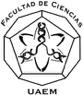 FACULTAD DE CIENCIAS
UAEM